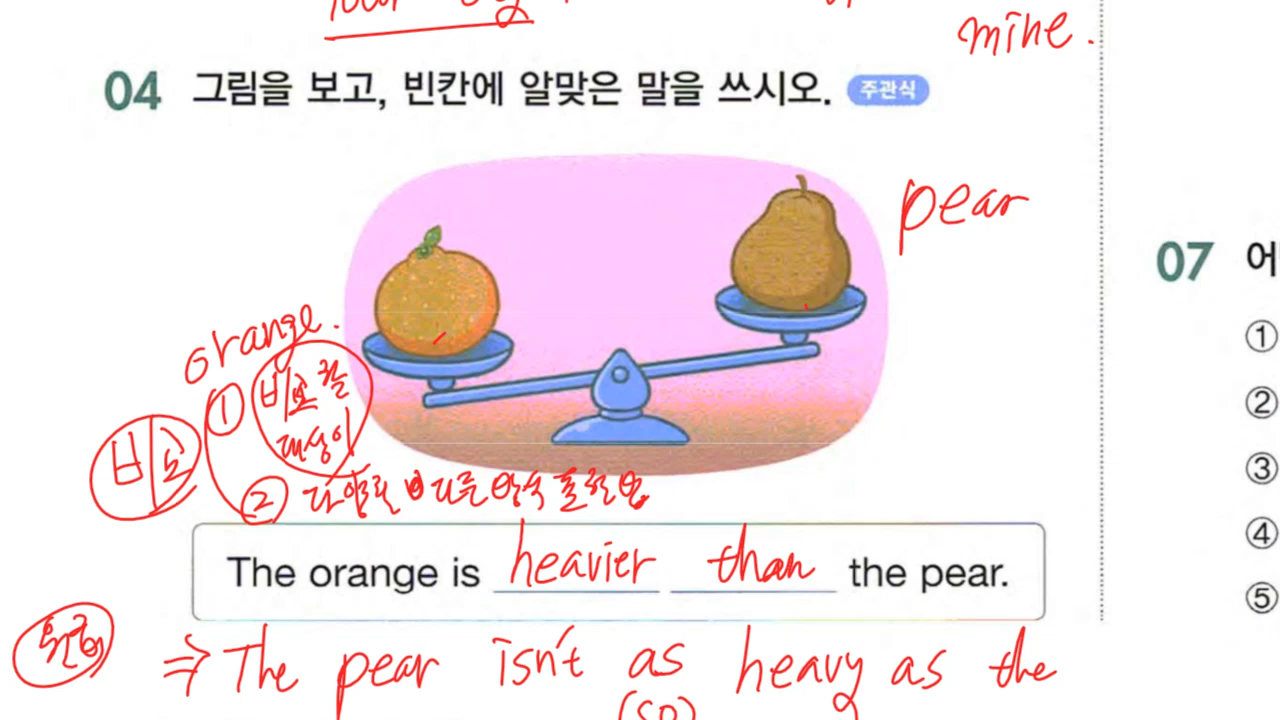 mine.
04 그림을 보고, 빈칸에 알맞은 말을 쓰시오. 주관식
pear
orange.
비교 ① 비교할
대상이
②
The orange is heavier than the pear.
⇒ The pear isn't as heavy as the
(so)
07 어
①
②
③
④
⑤